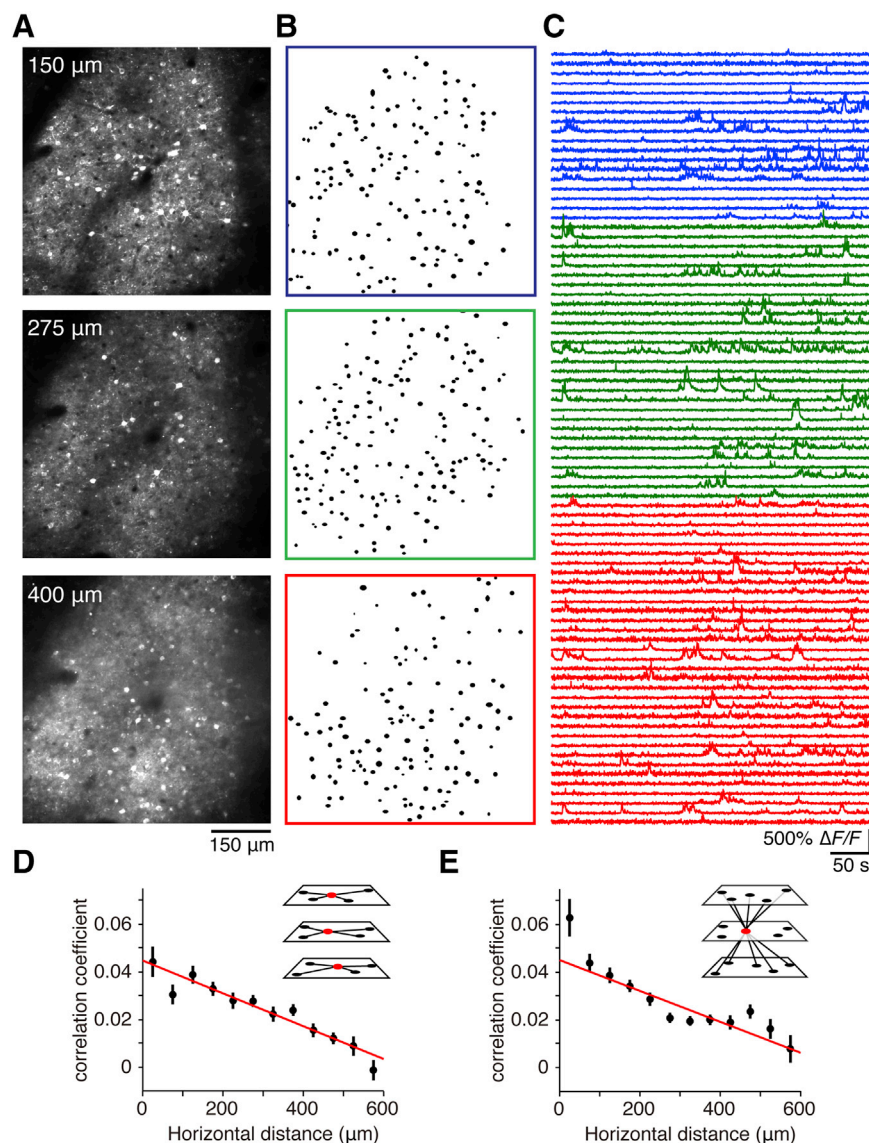 A
B
C
150 µm
275 µm
400 µm
150 µm
500% ΔF/F
50 s
D
E
correlation coefficient
0.06
0.04
0.02
0
0
200
400
600
Horizontal distance (µm)
correlation coefficient
0.06
0.04
0.02
0
0
200
400
600
Horizontal distance (µm)